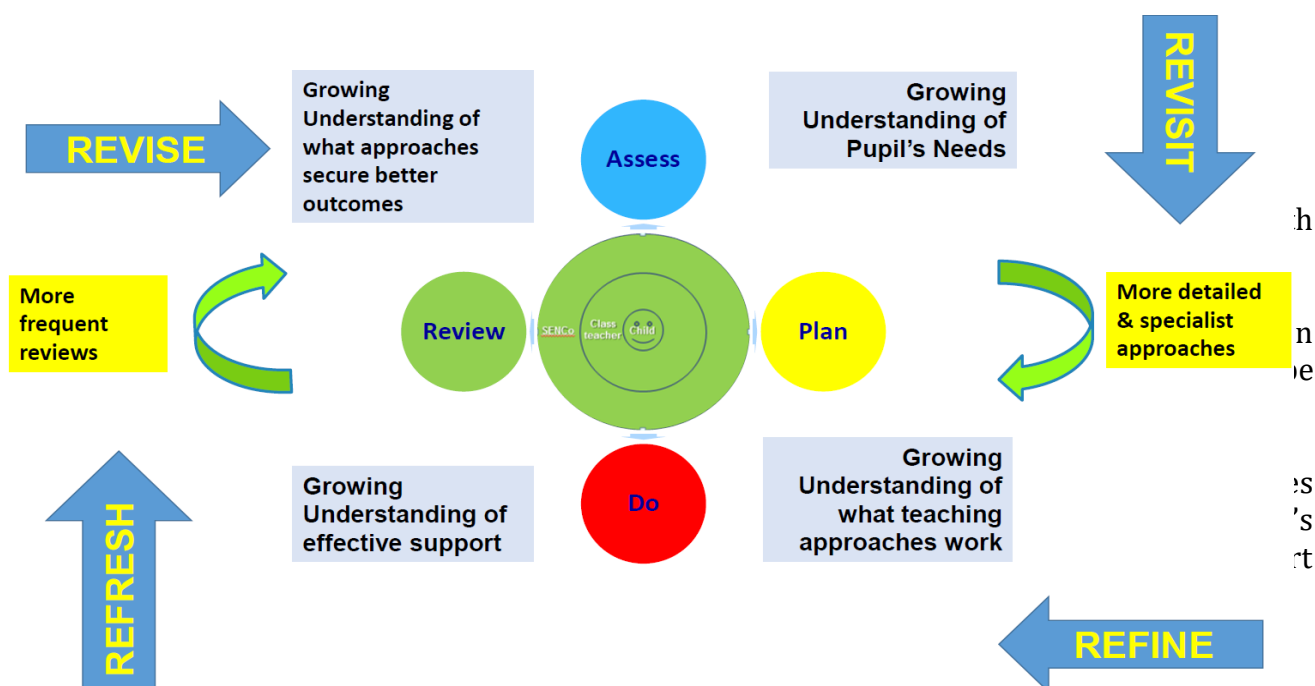 REVISE
Growing
Understanding of
what approaches
secure better
outcomes
Assess
Growing
Understanding of
Pupil's Needs
REVISIT
More
frequent
reviews
Review
SENCo
Class
teacher
Child
Plan
More detailed
& specialist
approaches
REFRESH
Growing
Understanding of
effective support
Do
Growing
Understanding of
what teaching
approaches work
REFINE